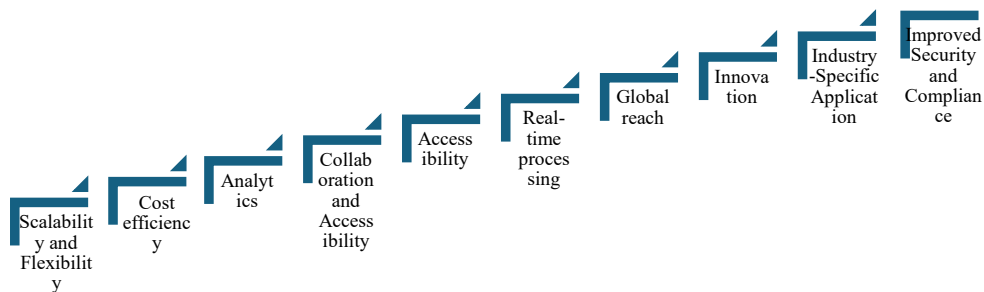 Scalabilit
y and
Flexibilit
y
Cost
efficienc
y
Analyt
ics
Collab
oration
and
Access
ibility
Access
ibility
Real-
time
proces
sing
Global
reach
Innova
tion
Industry
-Specific
Applicat
ion
Improved
Security
and
Complian
ce